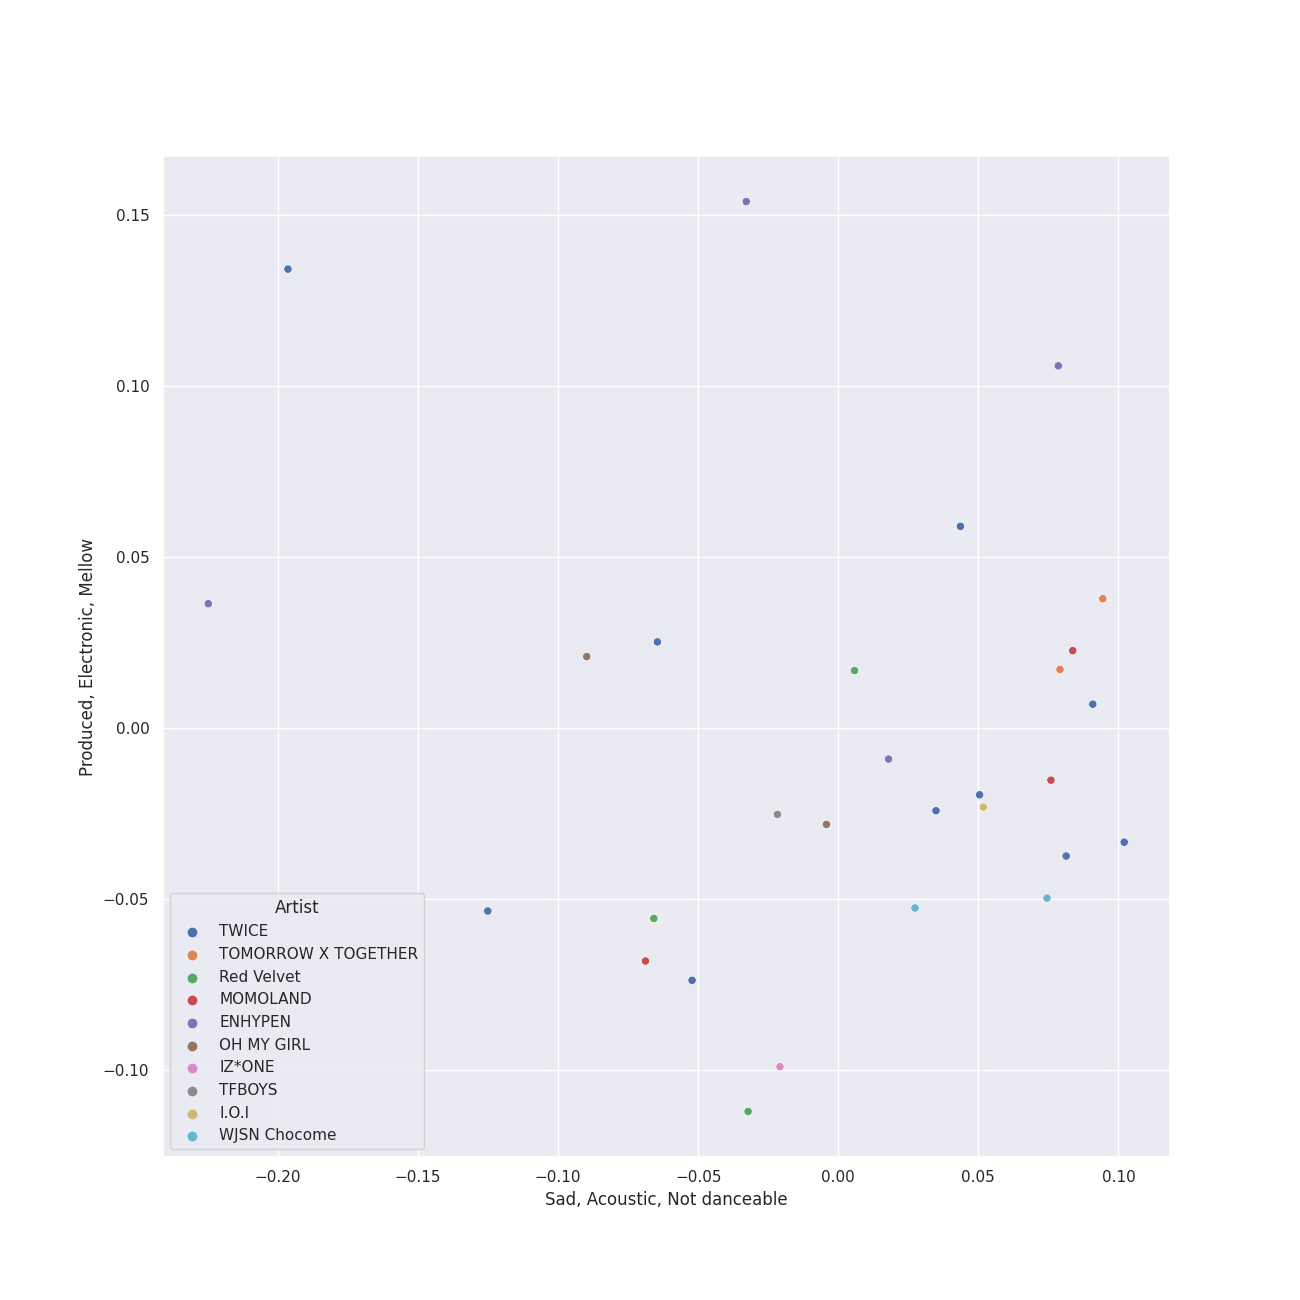 0.15
0.10
0.05
0.00
−0.05
−0.10
Produced, Electronic, Mellow
Artist
TWICE
TOMORROW X TOGETHER
Red Velvet
MOMOLAND
ENHYPEN
OH MY GIRL
IZ*ONE
TFBOYS
I.O.I
WJSN Chocome
−0.20 −0.15 −0.10 −0.05 0.00 0.05 0.10
Sad, Acoustic, Not danceable